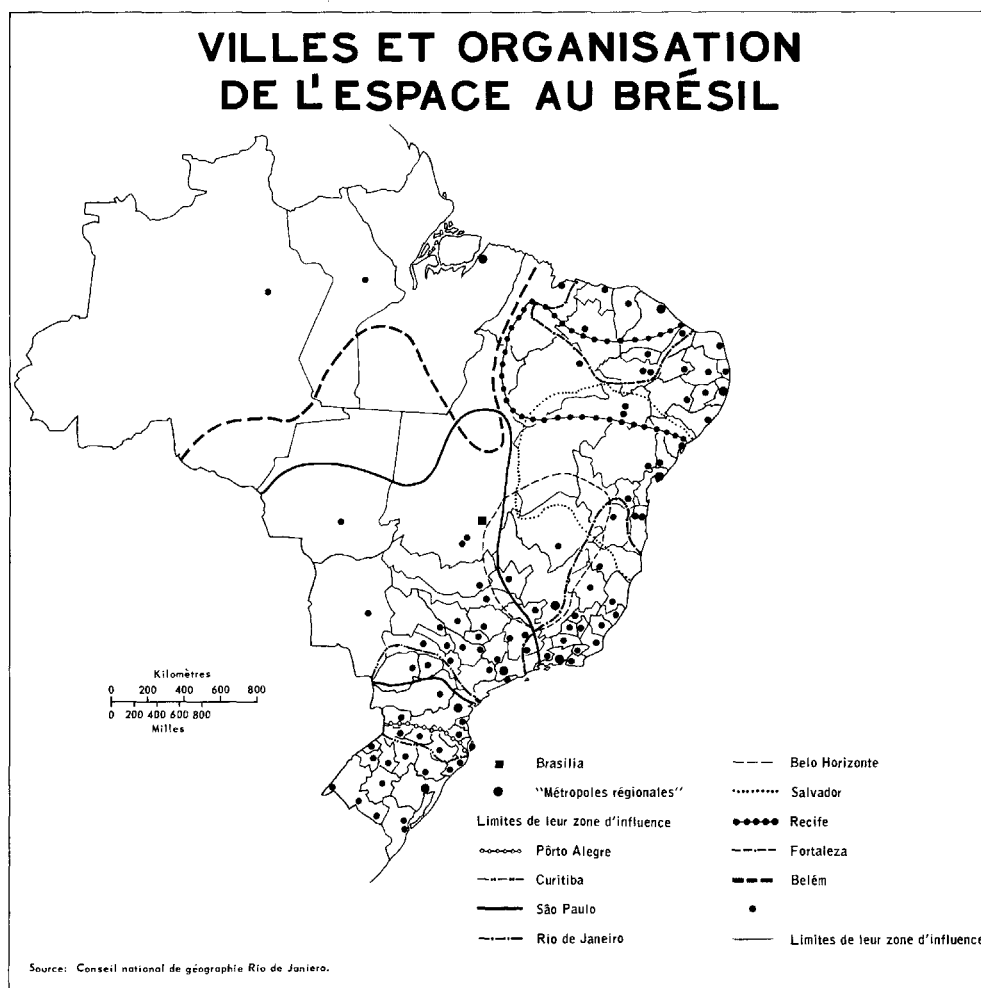 VILLES ET ORGANISATION
DE L'ESPACE AU BRÉSIL
Kilomètres
0 200 400 600 800
0 200 400 600 800
Milles
Brasília
"Métropoles régionales"
Limites de leur zone d'influence
Pôrto Alegre
Curitiba
São Paulo
Rio de Janeiro
Belo Horizonte
Salvador
Recife
Fortaleza
Belém
Limites de leur zone d'influence
Source: Conseil national de géographie Rio de Janiero.